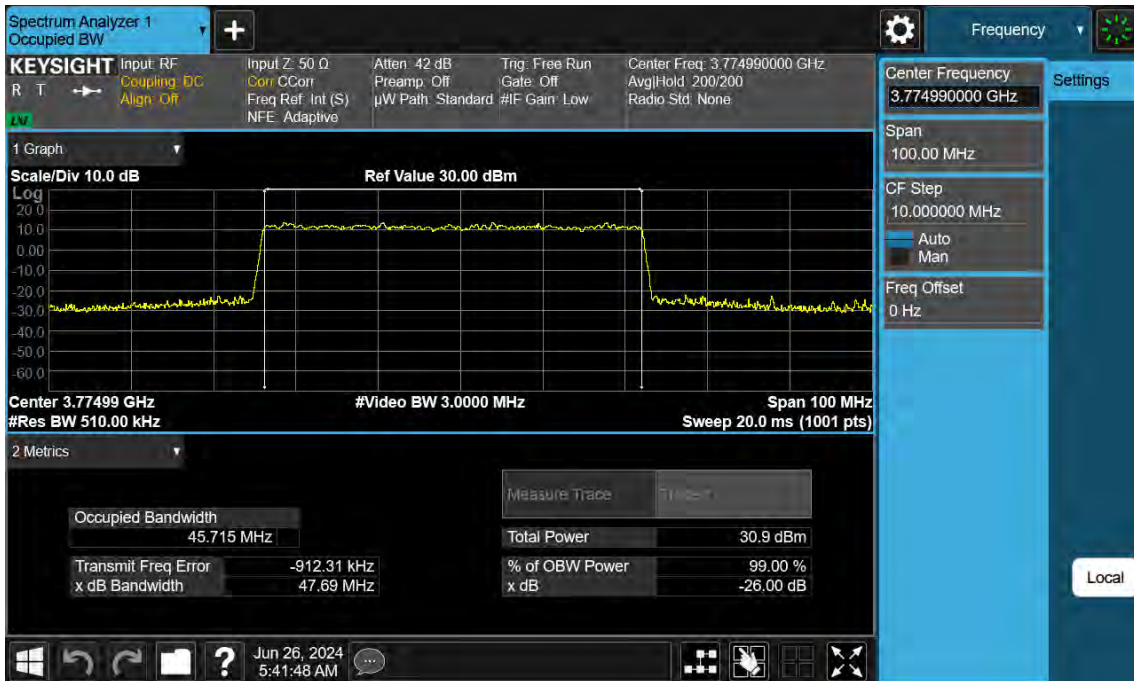 Spectrum Analyzer 1
Occupied BW
+
Frequency
KEYSIGHT
R T
Input: RF
Coupling: DC
Align: Off
Input Z: 50 Ω
Corr CCorr
Freq Ref: Int (S)
NFE: Adaptive
Atten: 42 dB
Preamp: Off
µW Path: Standard
Trig: Free Run
Gate: Off
#IF Gain: Low
Center Freq: 3.774990000 GHz
Avg|Hold: 200/200
Radio Std: None
1 Graph
Scale/Div 10.0 dB
Ref Value 30.00 dBm
Log
20.0
10.0
0.00
-10.0
-20.0
-30.0
-40.0
-50.0
-60.0
Center 3.77499 GHz
#Video BW 3.0000 MHz
Span 100 MHz
#Res BW 510.00 kHz
Sweep 20.0 ms (1001 pts)
2 Metrics
Measure Trace
Occupied Bandwidth
45.715 MHz
Total Power 30.9 dBm
Transmit Freq Error -912.31 kHz
% of OBW Power 99.00 %
x dB Bandwidth 47.69 MHz
x dB -26.00 dB
Center Frequency
3.774990000 GHz
Settings
Span
100.00 MHz
CF Step
10.000000 MHz
Auto
Man
Freq Offset
0 Hz
Local
?
Jun 26, 2024
5:41:48 AM